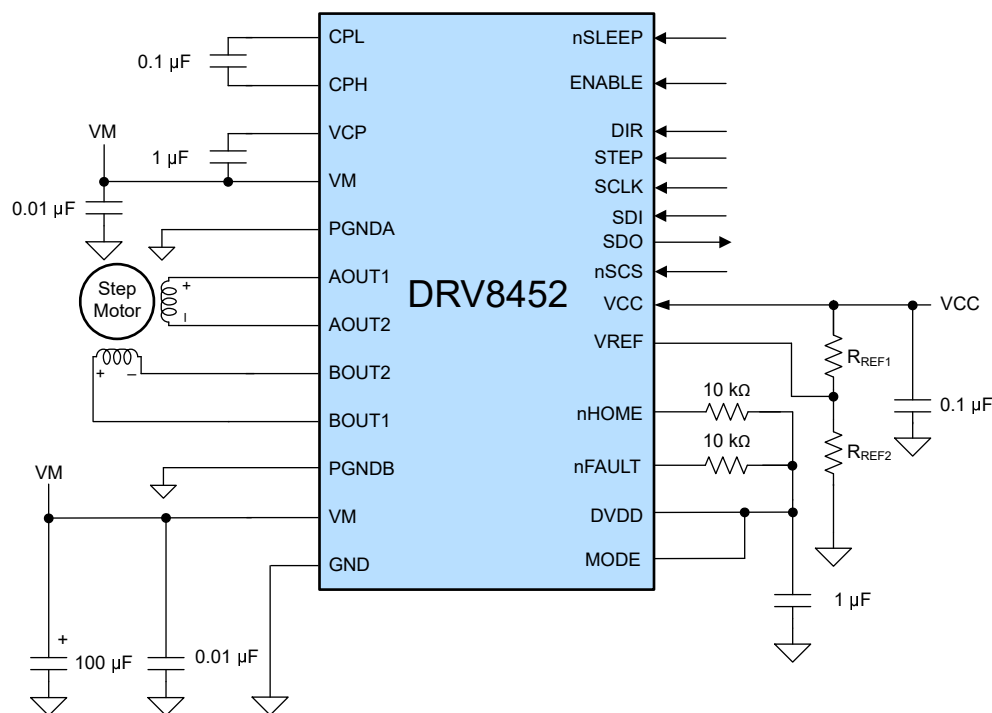 CPL
0.1 µF
CPH
VCP
VM
1 µF
VM
0.01 µF
PGNDA
AOUT1
+
Step
Motor
–
AOUT2
BOUT2
+ –
BOUT1
PGNDB
VM
VM
GND
+
100 µF
0.01 µF
DRV8452
nSLEEP
ENABLE
DIR
STEP
SCLK
SDI
SDO
nSCS
VCC
VCC
VREF
RREF1
10 kΩ
nHOME
0.1 µF
10 kΩ
RREF2
nFAULT
DVDD
MODE
1 µF